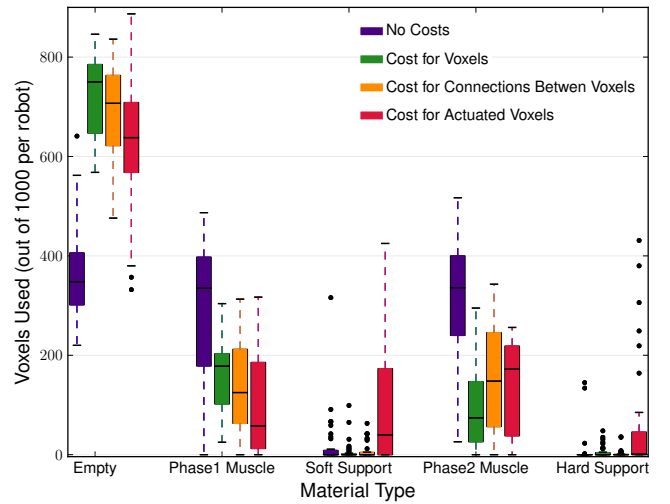 800
600
400
200
0
Voxels Used (out of 1000 per robot)
No Costs
Cost for Voxels
Cost for Connections Betwen Voxels
Cost for Actuated Voxels
Empty
Phase1 Muscle
Soft Support
Phase2 Muscle
Hard Support
Material Type